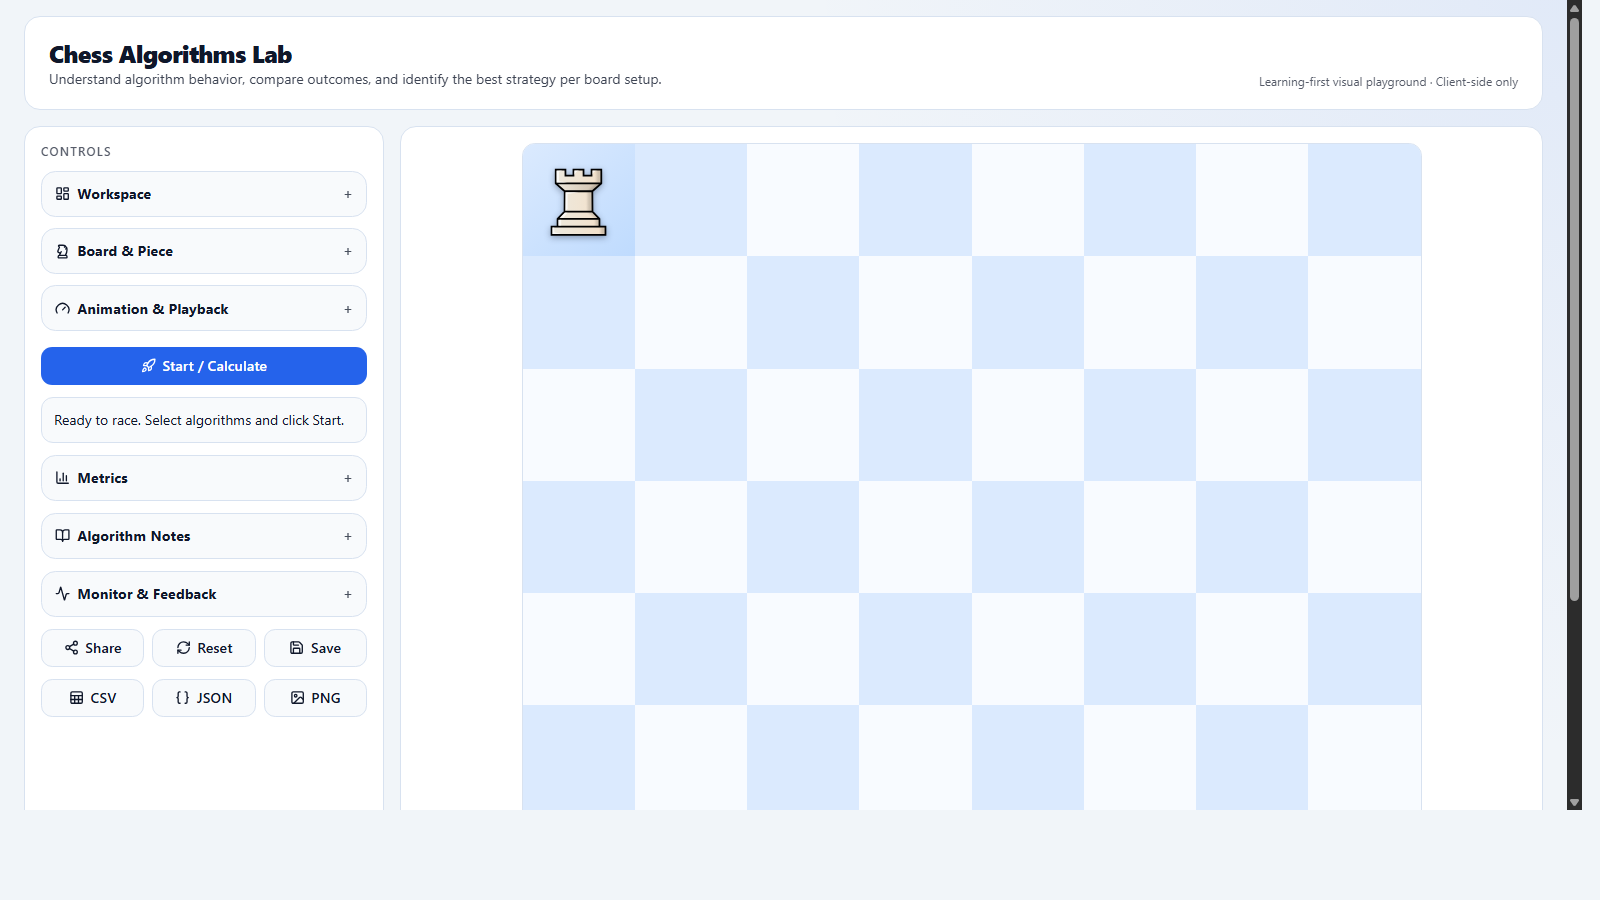 Chess Algorithms Lab
Understand algorithm behavior, compare outcomes, and identify the best strategy per board setup.
Learning-first visual playground · Client-side only
CONTROLS
Workspace +
Board & Piece +
Animation & Playback +
Start / Calculate
Ready to race. Select algorithms and click Start.
Metrics +
Algorithm Notes +
Monitor & Feedback +
Share Reset Save
CSV JSON PNG